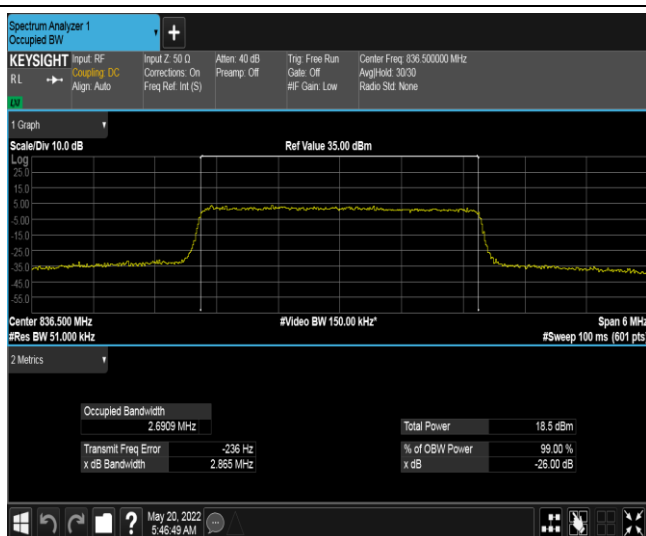 Spectrum Analyzer 1
Occupied BW
KEYSIGHT
Input: RF
Coupling: DC
Align: Auto
Input Z: 50 Ω
Corrections: On
Freq Ref: Int (S)
Atten: 40 dB
Preamp: Off
Trig: Free Run
Gate: Off
#IF Gain: Low
Center Freq: 836.500000 MHz
Avg|Hold: 30/30
Radio Std: None
R L
1 Graph
Scale/Div 10.0 dB
Ref Value 35.00 dBm
Log
25.0
15.0
5.00
-5.00
-15.0
-25.0
-35.0
-45.0
-55.0
Center 836.500 MHz
#Video BW 150.00 kHz*
Span 6 MHz
#Res BW 51.000 kHz
#Sweep 100 ms (601 pts)
2 Metrics
Occupied Bandwidth
2.6909 MHz
Total Power 18.5 dBm
Transmit Freq Error -236 Hz
% of OBW Power 99.00 %
x dB Bandwidth 2.865 MHz
x dB -26.00 dB
?
May 20, 2022
5:46:49 AM